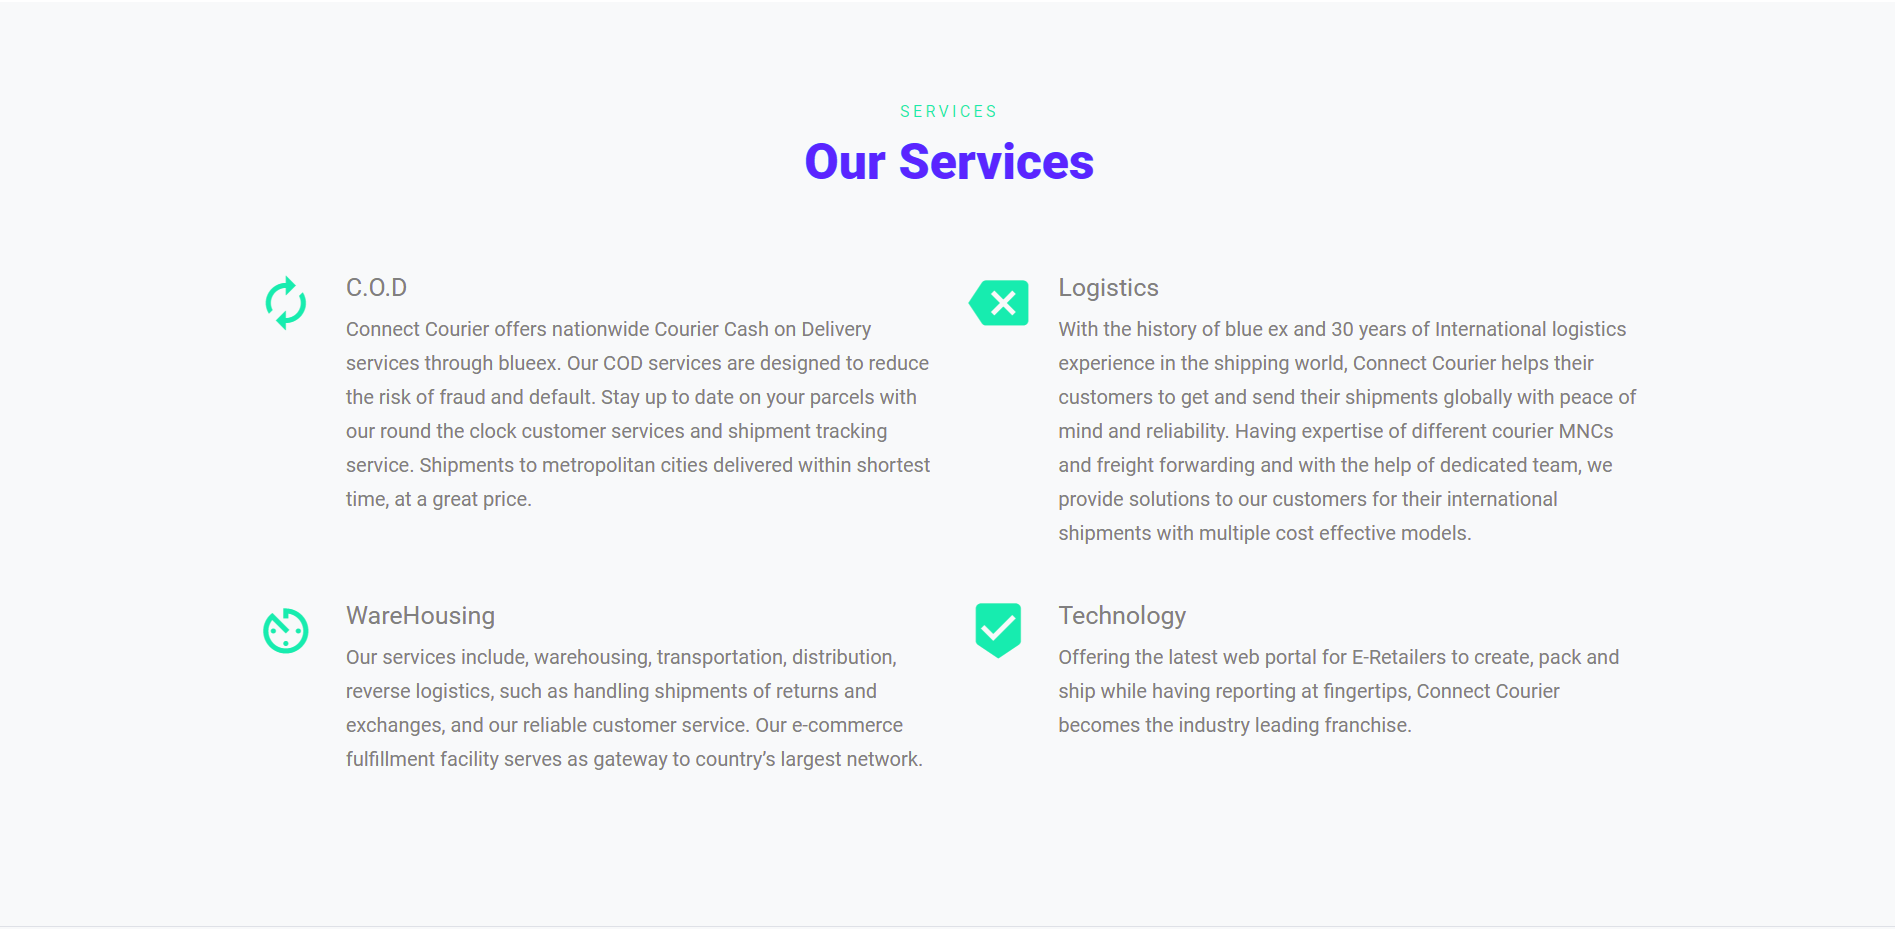 SERVICES
Our Services
C.O.D
Connect Courier offers nationwide Courier Cash on Delivery
services through blueex. Our COD services are designed to reduce
the risk of fraud and default. Stay up to date on your parcels with
our round the clock customer services and shipment tracking
service. Shipments to metropolitan cities delivered within shortest
time, at a great price.
Logistics
With the history of blue ex and 30 years of International logistics
experience in the shipping world, Connect Courier helps their
customers to get and send their shipments globally with peace of
mind and reliability. Having expertise of different courier MNCs
and freight forwarding and with the help of dedicated team, we
provide solutions to our customers for their international
shipments with multiple cost effective models.
WareHousing
Our services include, warehousing, transportation, distribution,
reverse logistics, such as handling shipments of returns and
exchanges, and our reliable customer service. Our e-commerce
fulfillment facility serves as gateway to country’s largest network.
Technology
Offering the latest web portal for E-Retailers to create, pack and
ship while having reporting at fingertips, Connect Courier
becomes the industry leading franchise.